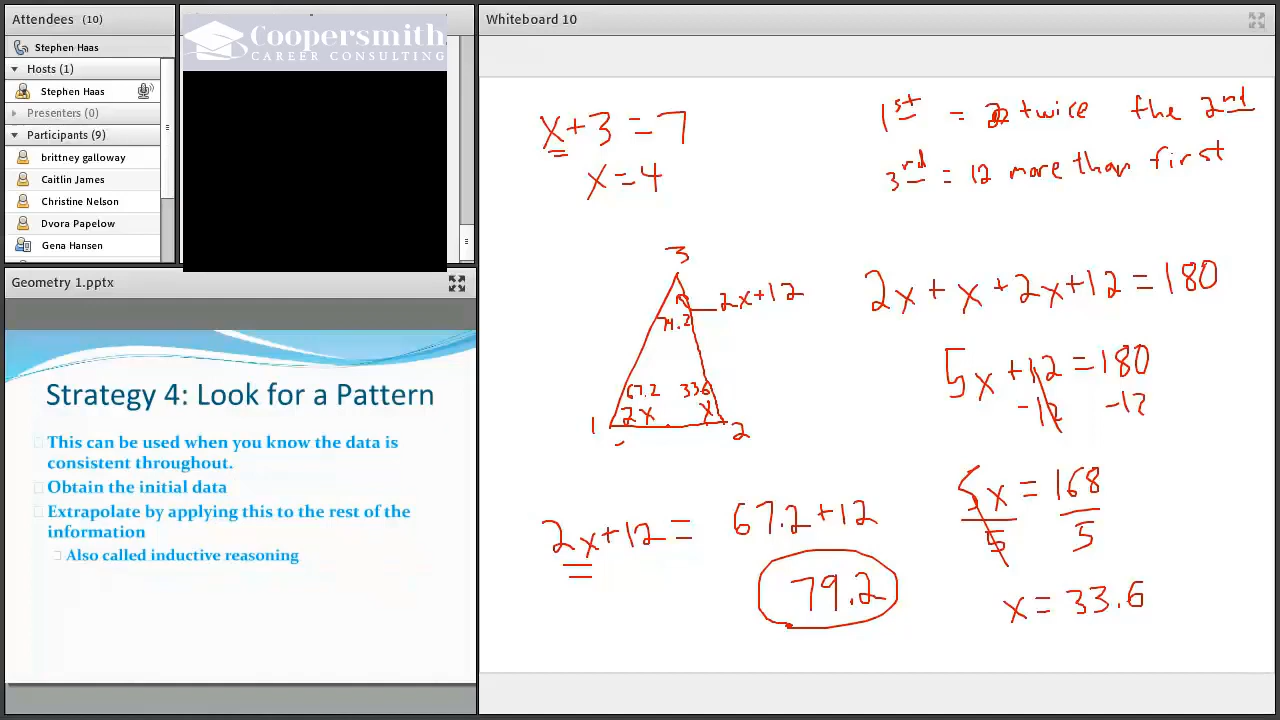 Attendees (10)
Stephen Haas
Hosts (1)
Stephen Haas
Presenters (0)
Participants (9)
brittney galloway
Caitlin James
Christine Nelson
Dvora Papelow
Gena Hansen
Coopersmith
CAREER CONSULTING
Geometry 1.pptx
Strategy 4: Look for a Pattern
This can be used when you know the data is
consistent throughout.
Obtain the initial data
Extrapolate by applying this to the rest of the
information
Also called inductive reasoning
Whiteboard 10
x+3=7
x=4
1st = twice the 2nd
3rd = 12 more than first
3
2x+12
79.2
67.2 33.6
2x x
1 2
2x+x+2x+12=180
5x+12=180
-12 -12
5x=168
5 5
x=33.6
2x+12= 67.2+12
79.2